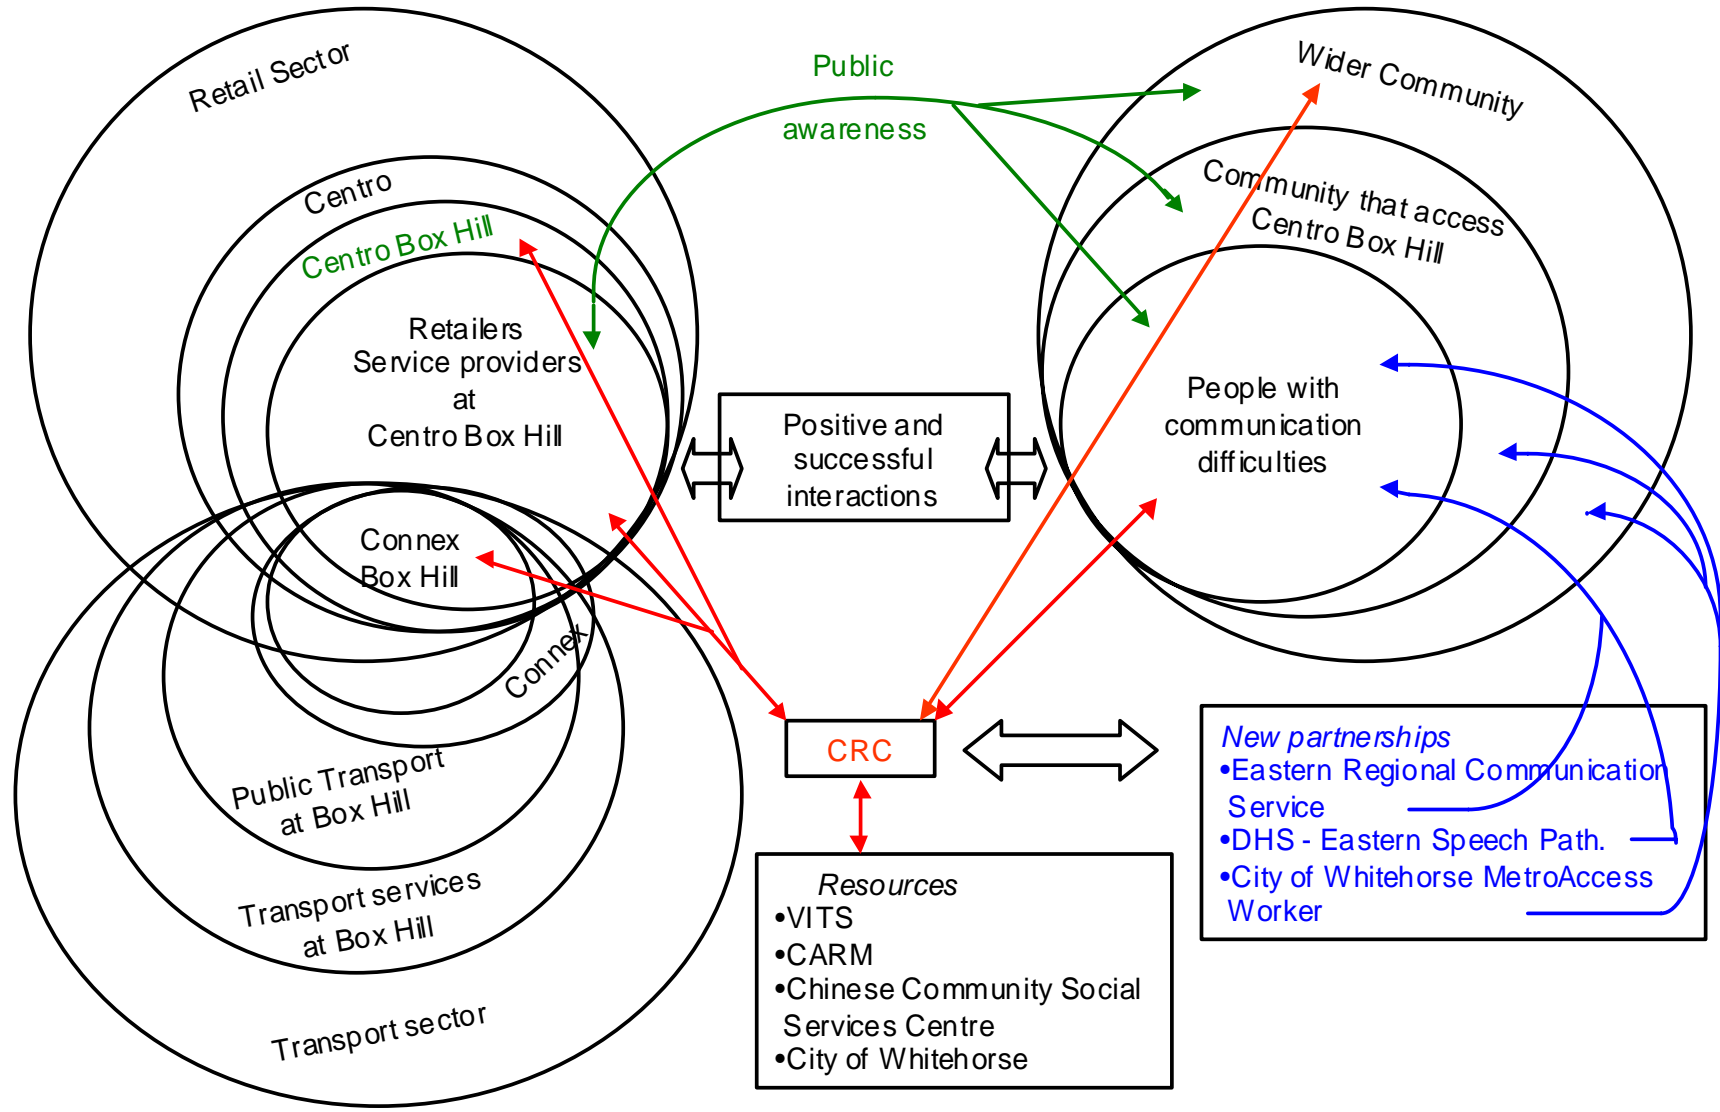 Retail Sector
Centro
Centro Box Hill
Retailers
Service providers
at
Centro Box Hill
Connex
Box Hill
Connex
Public Transport
at Box Hill
Transport services
at Box Hill
Transport sector
Public
awareness
Positive and
successful
interactions
Wider Community
Community that access
Centro Box Hill
People with
communication
difficulties
CRC
Resources
•VITS
•CARM
•Chinese Community Social
Services Centre
•City of Whitehorse
New partnerships
•Eastern Regional Communication
Service
•DHS - Eastern Speech Path.
•City of Whitehorse MetroAccess
Worker